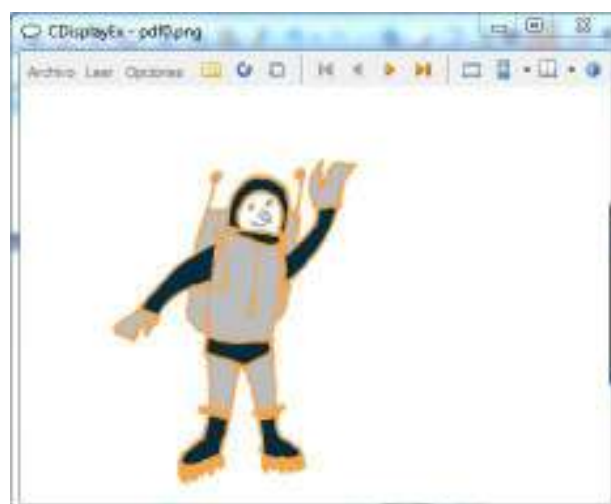 CDisplayEx - pdf0.png
Archivo Leer Opciones